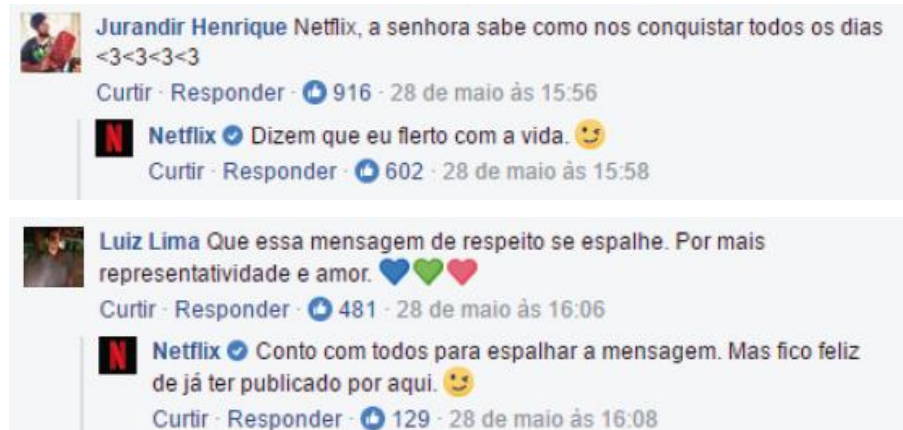 Jurandir Henrique Netflix, a senhora sabe como nos conquistar todos os dias
<3<3<3<3
Curtir · Responder · 916 · 28 de maio às 15:56
N
Netflix Dizem que eu flerto com a vida. 😉
Curtir · Responder · 602 · 28 de maio às 15:58
Luiz Lima Que essa mensagem de respeito se espalhe. Por mais
representatividade e amor. 💙💚❤️
Curtir · Responder · 481 · 28 de maio às 16:06
N
Netflix Conto com todos para espalhar a mensagem. Mas fico feliz
de já ter publicado por aqui. 😉
Curtir · Responder · 129 · 28 de maio às 16:08